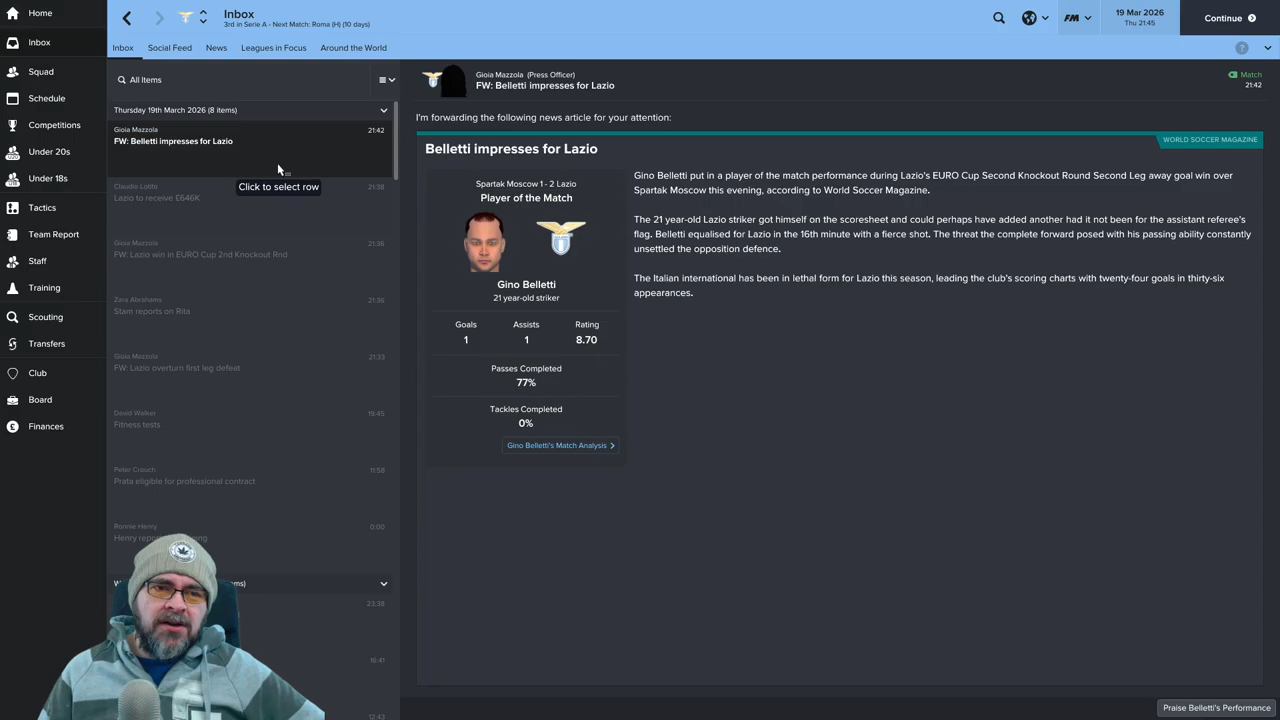 Home
Inbox
Squad
Schedule
Competitions
Under 20s
Under 18s
Tactics
Team Report
Staff
Training
Scouting
Transfers
Club
Board
Finances
Inbox
3rd in Serie A - Next Match: Roma (H) (10 days)
FM
19 Mar 2026
Thu 21:45
Continue
Inbox
Social Feed
News
Leagues in Focus
Around the World
All Items
Thursday 19th March 2026 (8 items)
Gioia Mazzola 21:42
FW: Belletti impresses for Lazio
Click to select row
Claudio Lotito 21:38
Lazio to receive £646K
Gioia Mazzola 21:36
FW: Lazio win in EURO Cup 2nd Knockout Rnd
Zara Abrahams 21:36
Stam reports on Rita
Gioia Mazzola 21:33
FW: Lazio overturn first leg defeat
David Walker 19:45
Fitness tests
Peter Crouch 11:58
Prata eligible for professional contract
Ronnie Henry 0:00
23:38
16:41
12:43
Gioia Mazzola (Press Officer)
FW: Belletti impresses for Lazio
Match
21:42
I'm forwarding the following news article for your attention:
WORLD SOCCER MAGAZINE
Belletti impresses for Lazio
Spartak Moscow 1 - 2 Lazio
Player of the Match
Gino Belletti
21 year-old striker
Goals Assists Rating
1 1 8.70
Passes Completed
77%
Tackles Completed
0%
Gino Belletti's Match Analysis
Gino Belletti put in a player of the match performance during Lazio's EURO Cup Second Knockout Round Second Leg away goal win over
Spartak Moscow this evening, according to World Soccer Magazine.
The 21 year-old Lazio striker got himself on the scoresheet and could perhaps have added another had it not been for the assistant referee's
flag. Belletti equalised for Lazio in the 16th minute with a fierce shot. The threat the complete forward posed with his passing ability constantly
unsettled the opposition defence.
The Italian international has been in lethal form for Lazio this season, leading the club's scoring charts with twenty-four goals in thirty-six
appearances.
Praise Belletti's Performance